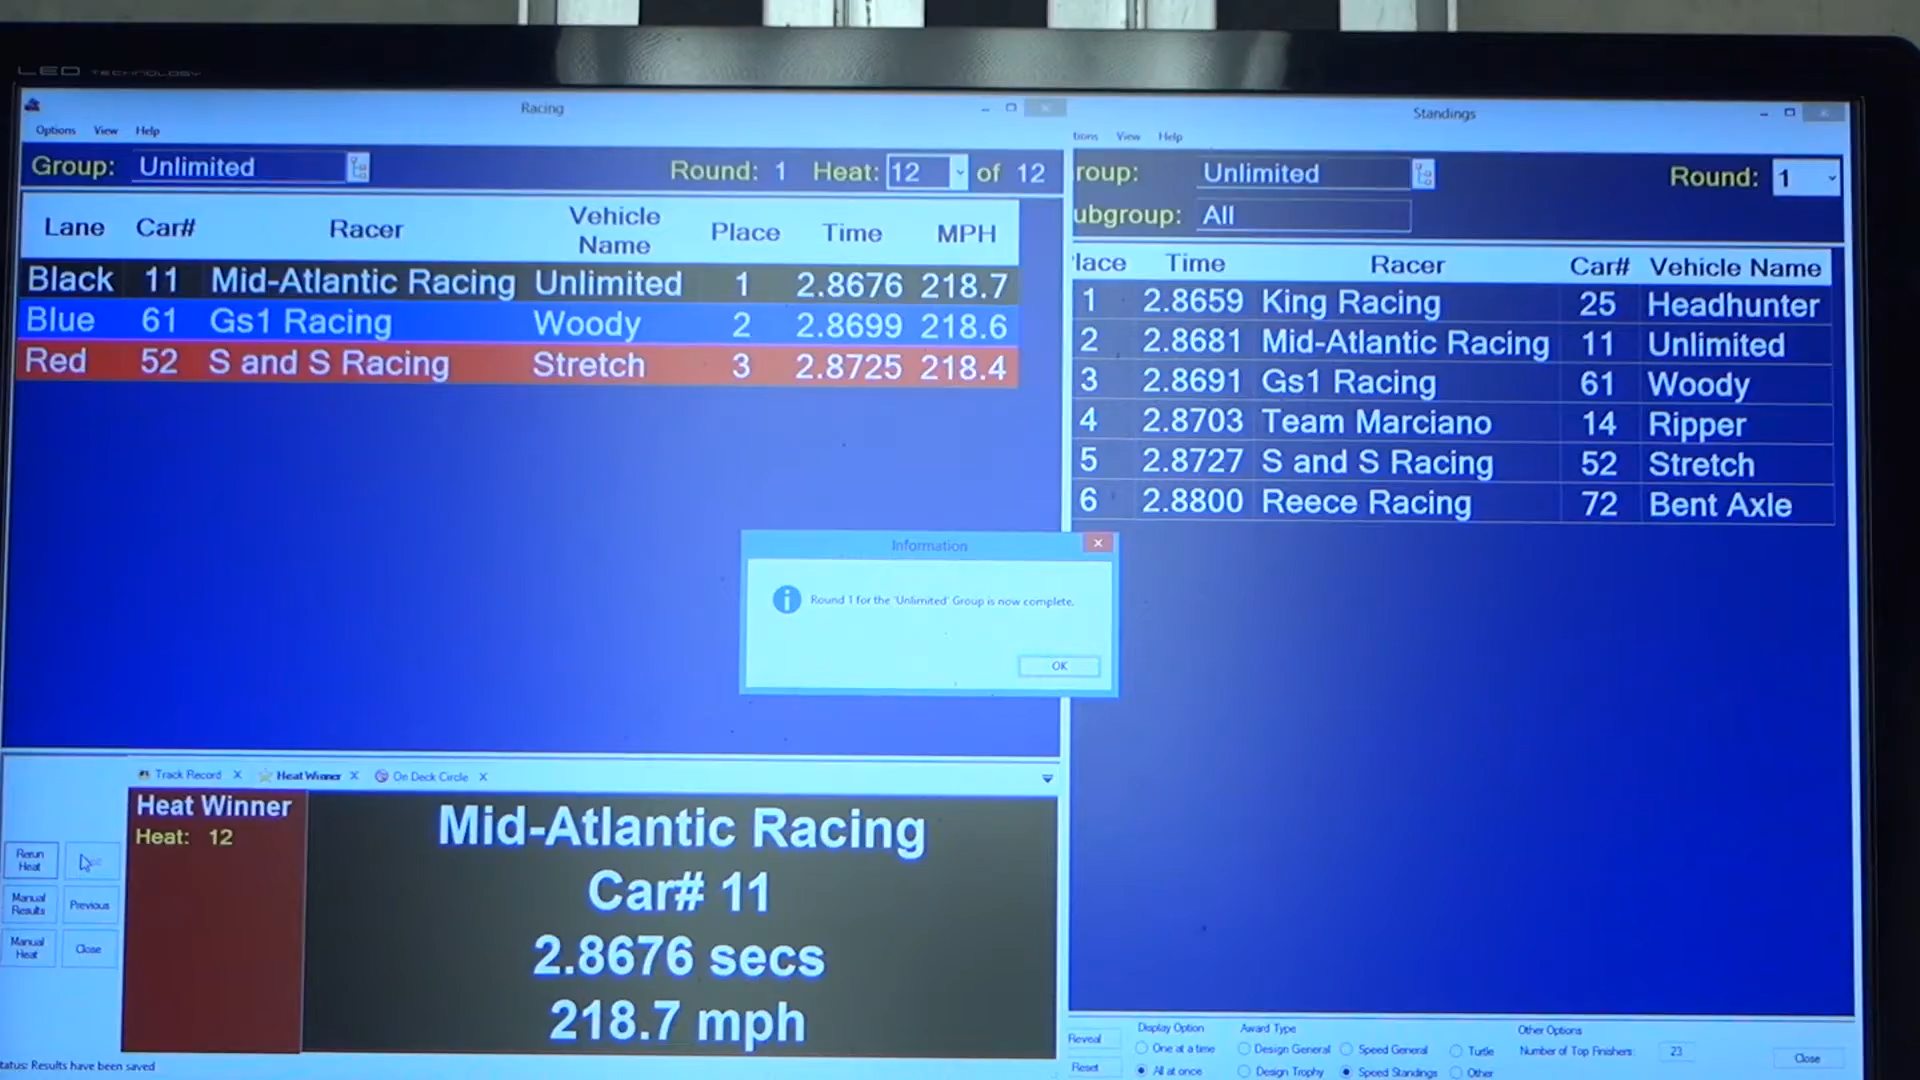 LED TECHNOLOGY
Racing
Options View Help
Group: Unlimited Round: 1 Heat: 12 of 12
Lane Car# Racer Vehicle Name Place Time MPH
Black 11 Mid-Atlantic Racing Unlimited 1 2.8676 218.7
Blue 61 Gs1 Racing Woody 2 2.8699 218.6
Red 52 S and S Racing Stretch 3 2.8725 218.4
Standings
tions View Help
roup: Unlimited Round: 1
ubgroup: All
lace Time Racer Car# Vehicle Name
1 2.8659 King Racing 25 Headhunter
2 2.8681 Mid-Atlantic Racing 11 Unlimited
3 2.8691 Gs1 Racing 61 Woody
4 2.8703 Team Marciano 14 Ripper
5 2.8727 S and S Racing 52 Stretch
6 2.8800 Reece Racing 72 Bent Axle
Information
Round 1 for the 'Unlimited' Group is now complete.
OK
Track Record Heat Winner On Deck Circle
Heat Winner
Heat: 12
Mid-Atlantic Racing
Car# 11
2.8676 secs
218.7 mph
Rerun Heat
Manual Results Previous
Manual Heat Close
tatus: Results have been saved
Reveal
Reset
Display Option
One at a time
All at once
Award Type
Design General Speed General Turtle
Design Trophy Speed Standings Other
Other Options
Number of Top Finishers: 23
Close